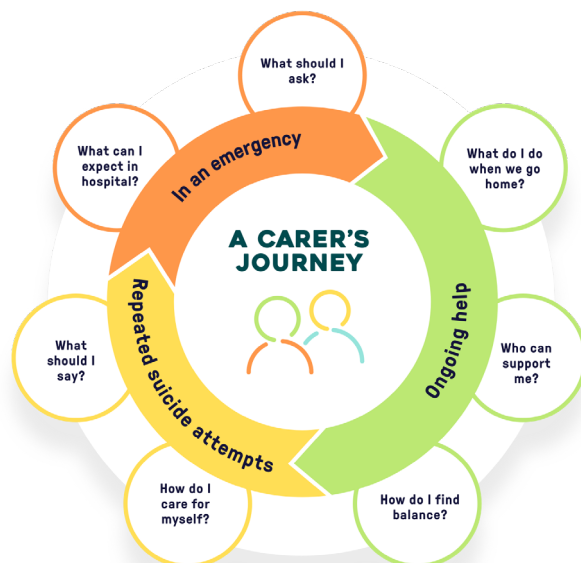 A CARER'S
JOURNEY
In an emergency
What can I
expect in
hospital?
What should I
ask?
Ongoing help
What do I do
when we go
home?
Who can
support
me?
How do I find
balance?
Repeated suicide attempts
How do I
care for
myself?
What
should I
say?